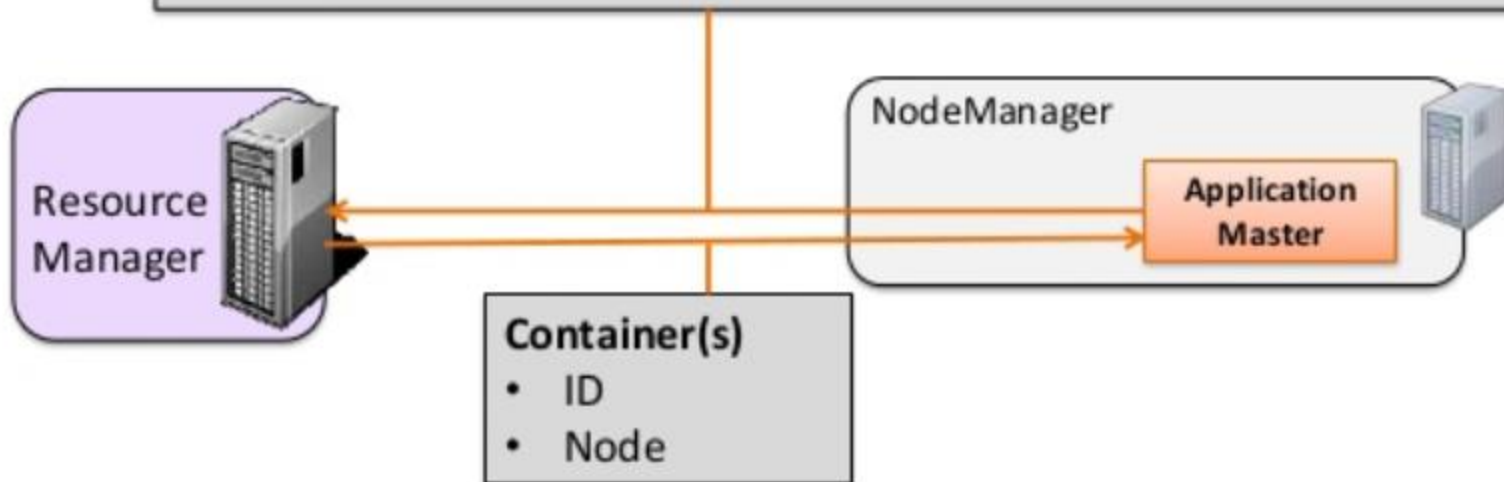 NodeManager
Resource
Manager
Application
Master
Container(s)
• ID
• Node